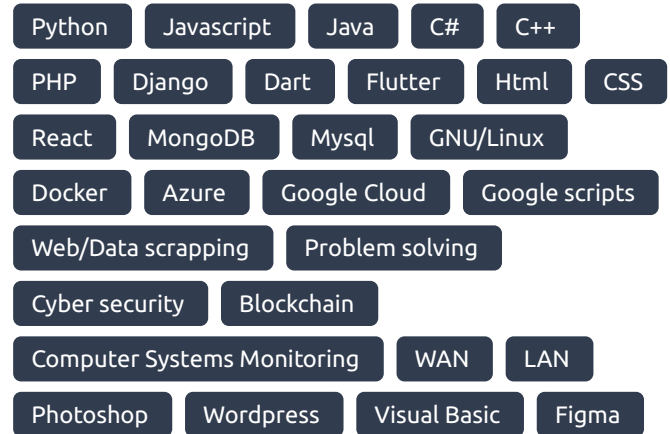 Python Javascript Java C# C++
PHP Django Dart Flutter Html CSS
React MongoDB Mysql GNU/Linux
Docker Azure Google Cloud Google scripts
Web/Data scrapping Problem solving
Cyber security Blockchain
Computer Systems Monitoring WAN LAN
Photoshop Wordpress Visual Basic Figma